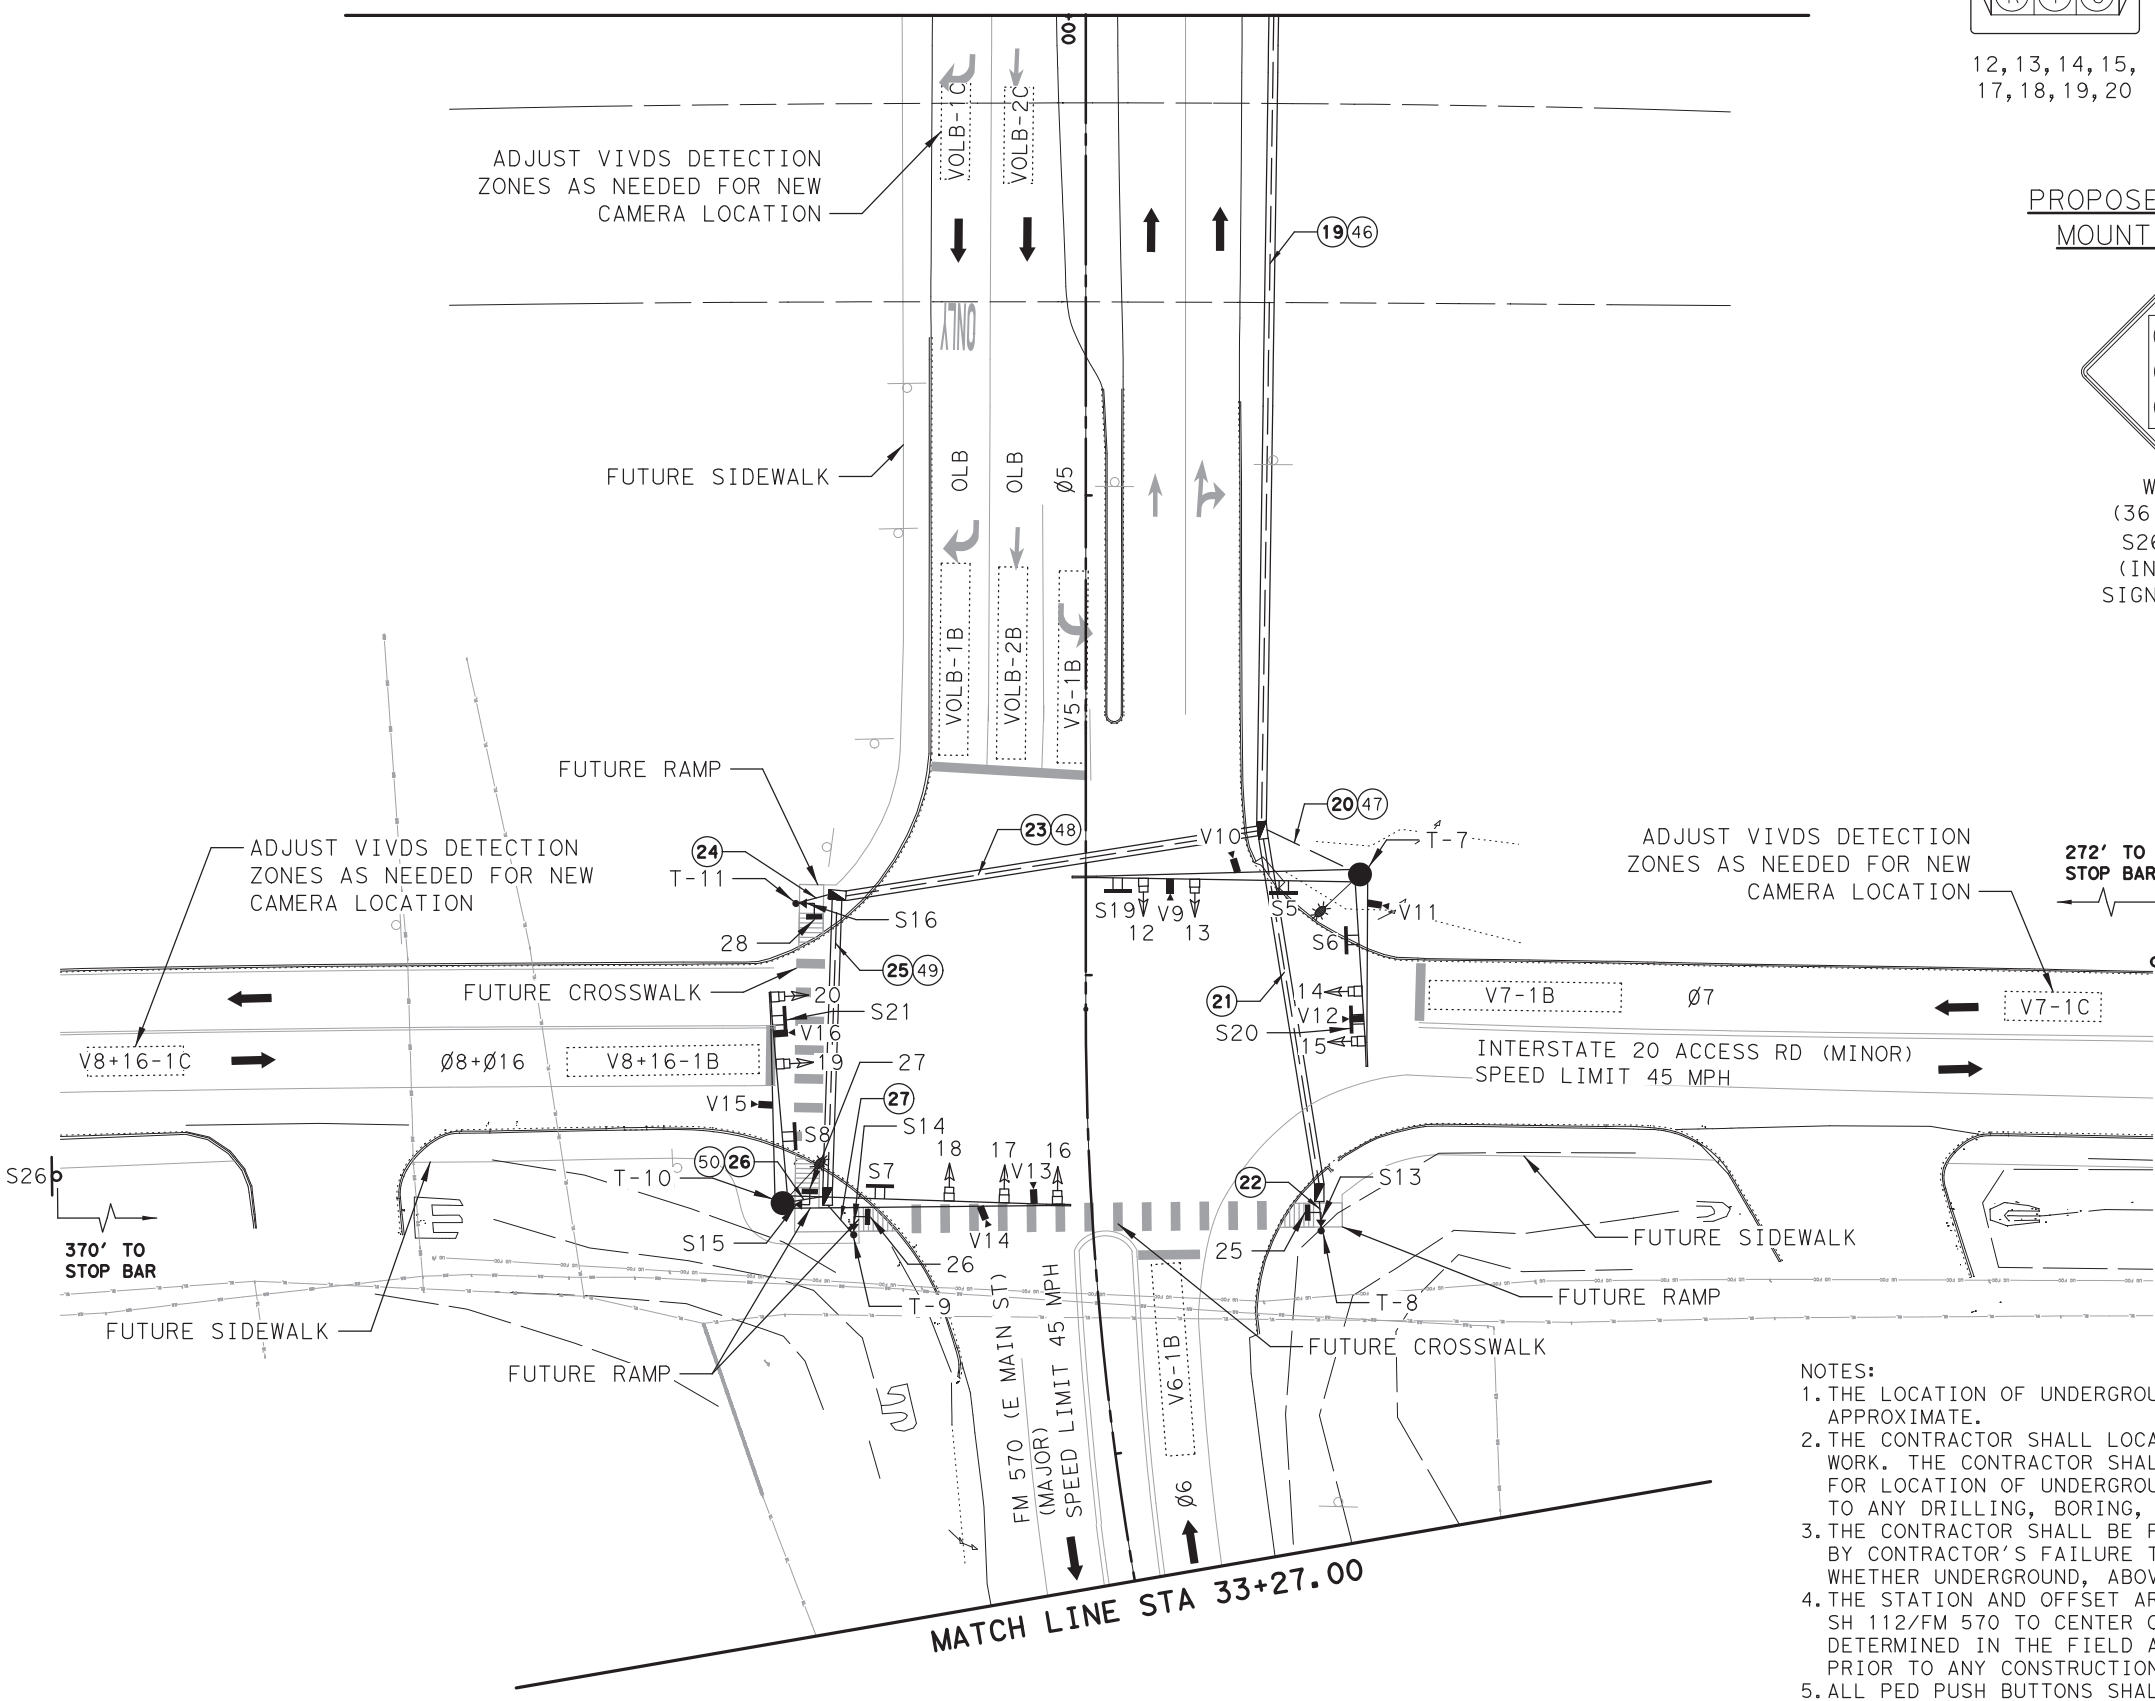 00
12,13,14,15,
17,18,19,20
PROPOSE
MOUNT
VOLB-1C
VOLB-2C
ADJUST VIVDS DETECTION
ZONES AS NEEDED FOR NEW
CAMERA LOCATION
19 46
ONLY
W
(36
S26
(IN
SIGN
FUTURE SIDEWALK
OLB
OLB
Ø5
VOLB-1B
VOLB-2B
V5-1B
FUTURE RAMP
20 47
23 48
V10
T-7
24
T-11
ADJUST VIVDS DETECTION
ZONES AS NEEDED FOR NEW
CAMERA LOCATION
ADJUST VIVDS DETECTION
ZONES AS NEEDED FOR NEW
CAMERA LOCATION
272' TO
STOP BAR
S16
28
S19
V9
12
13
S5
V11
S6
25 49
FUTURE CROSSWALK
20
S21
V16
19
21
14
V12
S20
15
V7-1B
Ø7
V7-1C
V8+16-1C
Ø8+Ø16
V8+16-1B
INTERSTATE 20 ACCESS RD (MINOR)
SPEED LIMIT 45 MPH
27
27
V15
S14
S8
18
17
V13
16
50 26
S7
T-10
S26
22
S13
S15
V14
25
26
370' TO
STOP BAR
FUTURE SIDEWALK
T-9
T-8
FUTURE RAMP
FUTURE SIDEWALK
FUTURE CROSSWALK
FUTURE RAMP
FM 570 (E MAIN ST)
(MAJOR)
SPEED LIMIT 45 MPH
V6-1B
Ø6
MATCH LINE STA 33+27.00
NOTES:
1. THE LOCATION OF UNDERGROU
APPROXIMATE.
2. THE CONTRACTOR SHALL LOCA
WORK. THE CONTRACTOR SHAL
FOR LOCATION OF UNDERGROU
TO ANY DRILLING, BORING,
3. THE CONTRACTOR SHALL BE F
BY CONTRACTOR'S FAILURE T
WHETHER UNDERGROUND, ABOV
4. THE STATION AND OFFSET AR
SH 112/FM 570 TO CENTER O
DETERMINED IN THE FIELD A
PRIOR TO ANY CONSTRUCTION
5. ALL PED PUSH BUTTONS SHAL